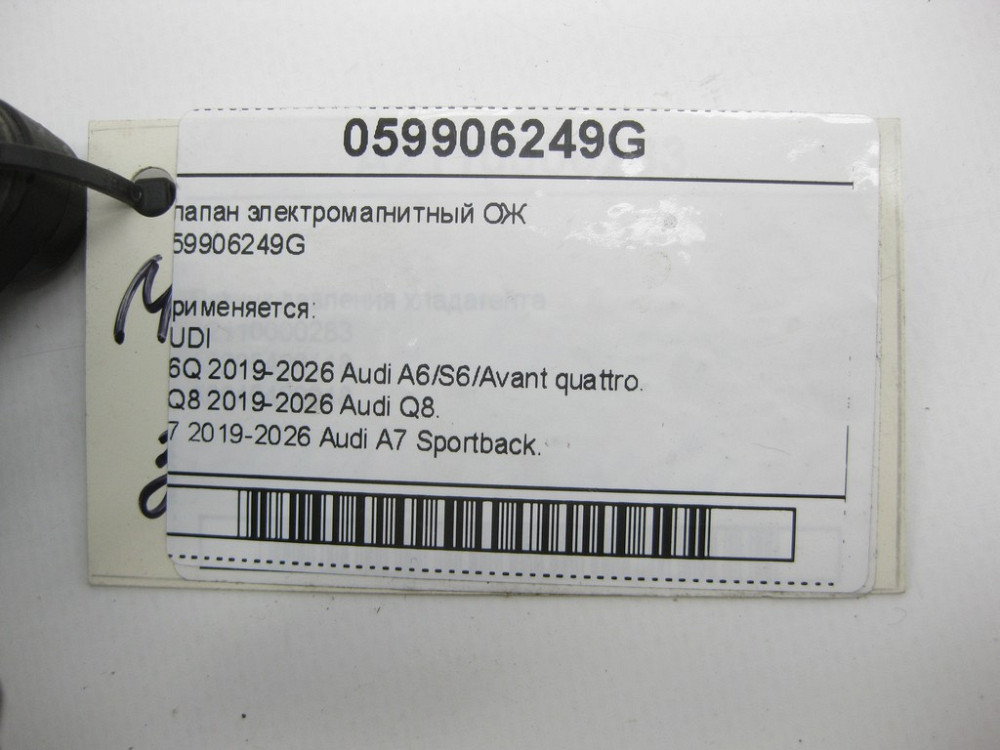 059906249G
лапан электромагнитный ОЖ
59906249G
рименяется:
UDI
6Q 2019-2026 Audi A6/S6/Avant quattro.
Q8 2019-2026 Audi Q8.
7 2019-2026 Audi A7 Sportback.